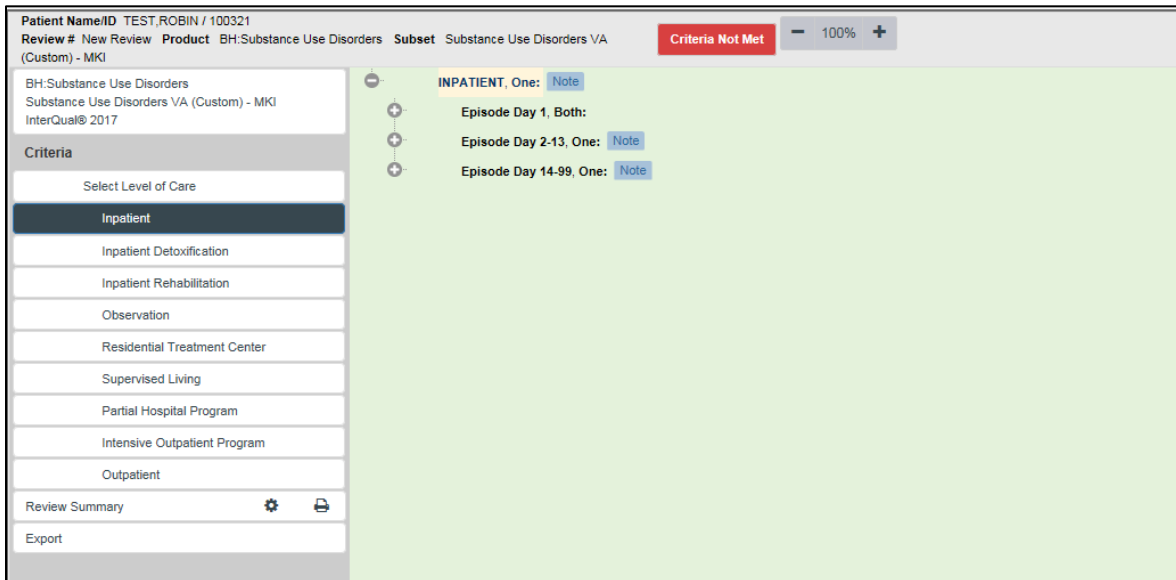 Patient Name/ID TEST,ROBIN / 100321
Review # New Review Product BH:Substance Use Disorders Subset Substance Use Disorders VA
(Custom) - MKI
Criteria Not Met
100%
BH:Substance Use Disorders
Substance Use Disorders VA (Custom) - MKI
InterQual® 2017
Criteria
Select Level of Care
Inpatient
Inpatient Detoxification
Inpatient Rehabilitation
Observation
Residential Treatment Center
Supervised Living
Partial Hospital Program
Intensive Outpatient Program
Outpatient
Review Summary
Export
INPATIENT, One: Note
Episode Day 1, Both:
Episode Day 2-13, One: Note
Episode Day 14-99, One: Note